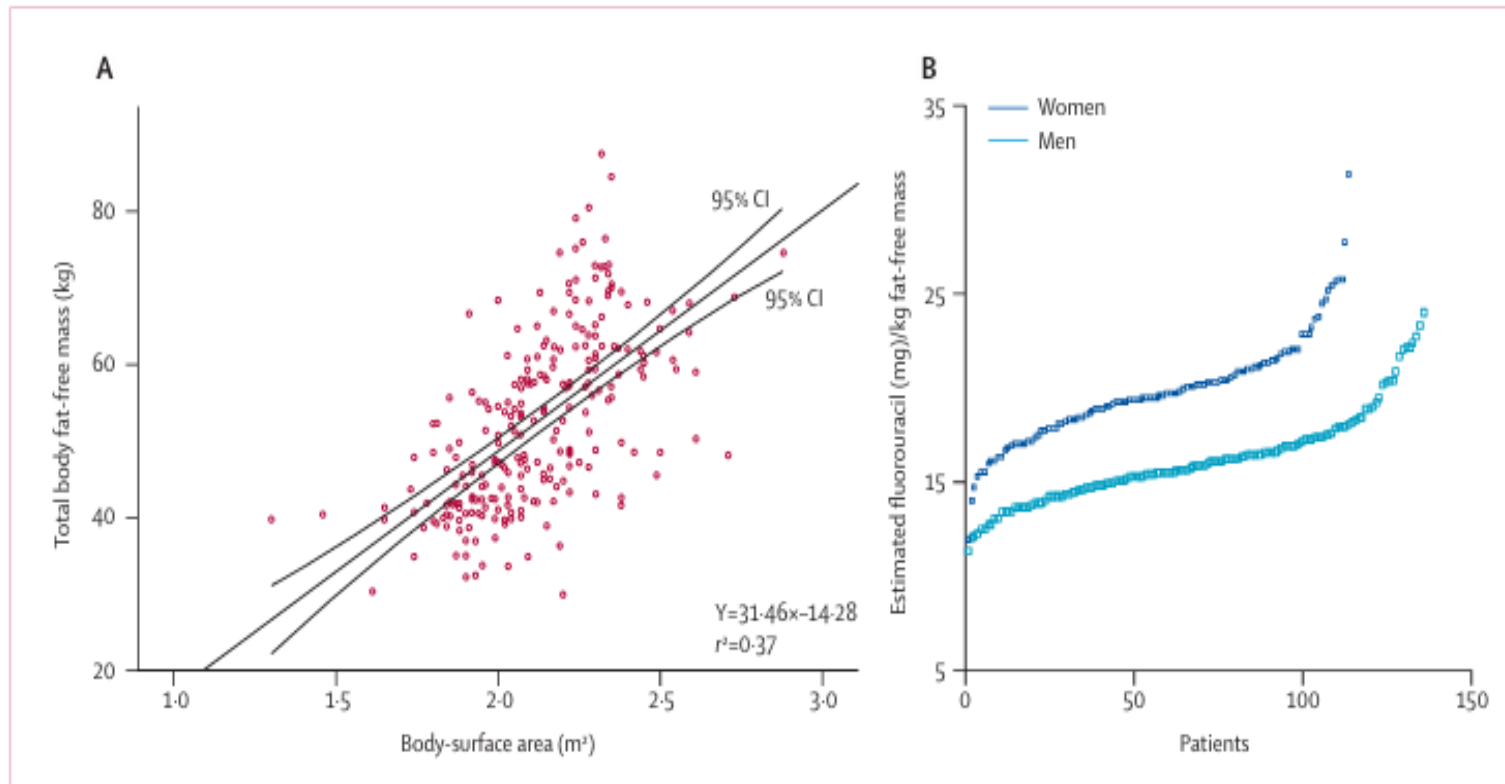 A
Total body fat-free mass (kg)
80
60
40
20
95% CI
95% CI
Y=31·46×–14·28
r²=0·37
1·0
1·5
2·0
2·5
3·0
Body-surface area (m²)
B
Estimated fluorouracil (mg)/kg fat-free mass
35
25
15
5
Women
Men
0
50
100
150
Patients